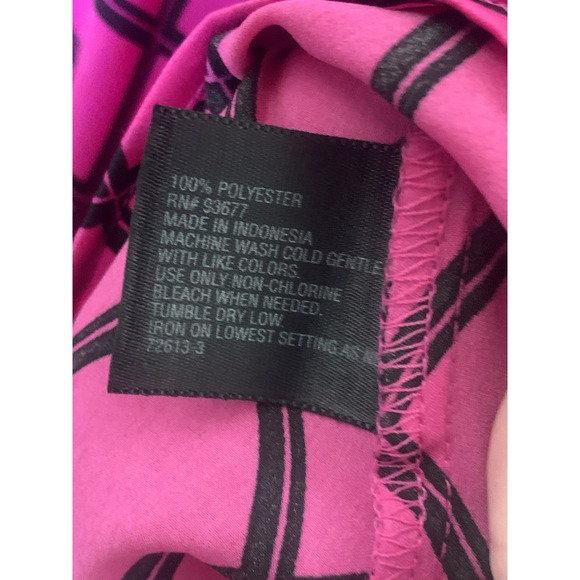 100% POLYESTER
RN# 93677
MADE IN INDONESIA
MACHINE WASH COLD GENTLE
WITH LIKE COLORS.
USE ONLY NON-CHLORINE
BLEACH WHEN NEEDED.
TUMBLE DRY LOW.
IRON ON LOWEST SETTING AS
72613-3